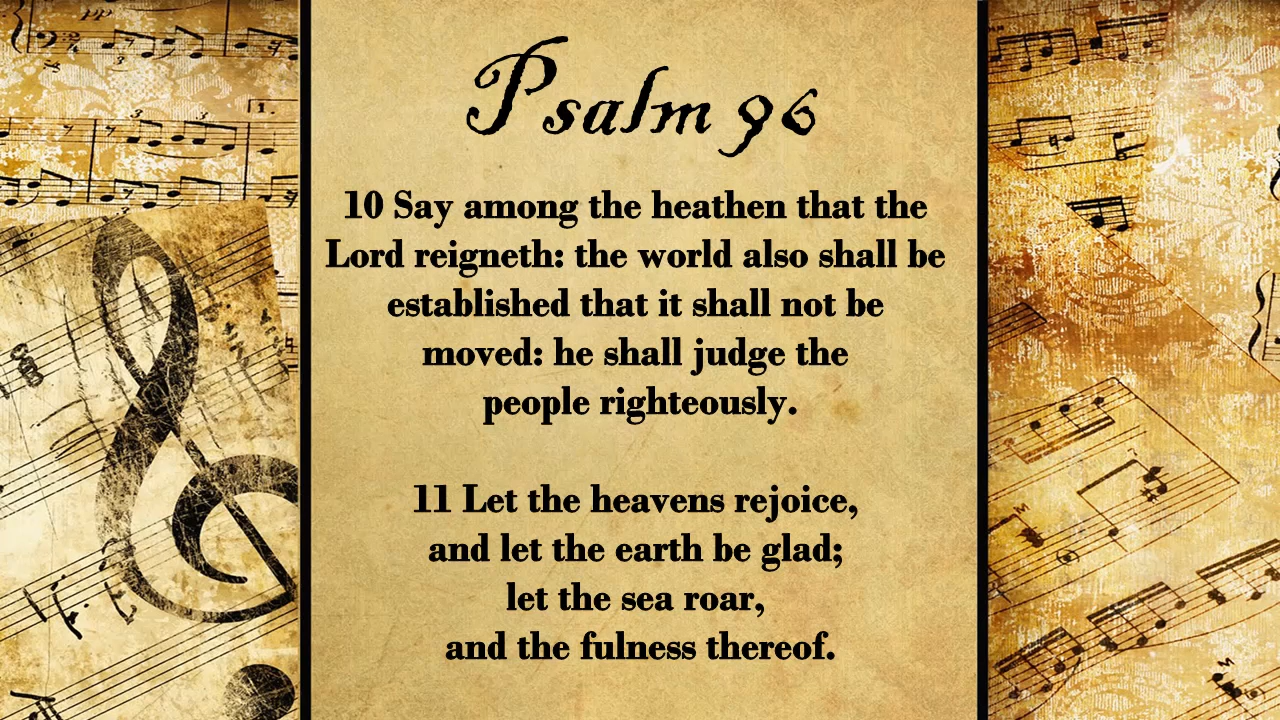 Psalm 96
10 Say among the heathen that the
Lord reigneth: the world also shall be
established that it shall not be
moved: he shall judge the
people righteously.
11 Let the heavens rejoice,
and let the earth be glad;
let the sea roar,
and the fulness thereof.